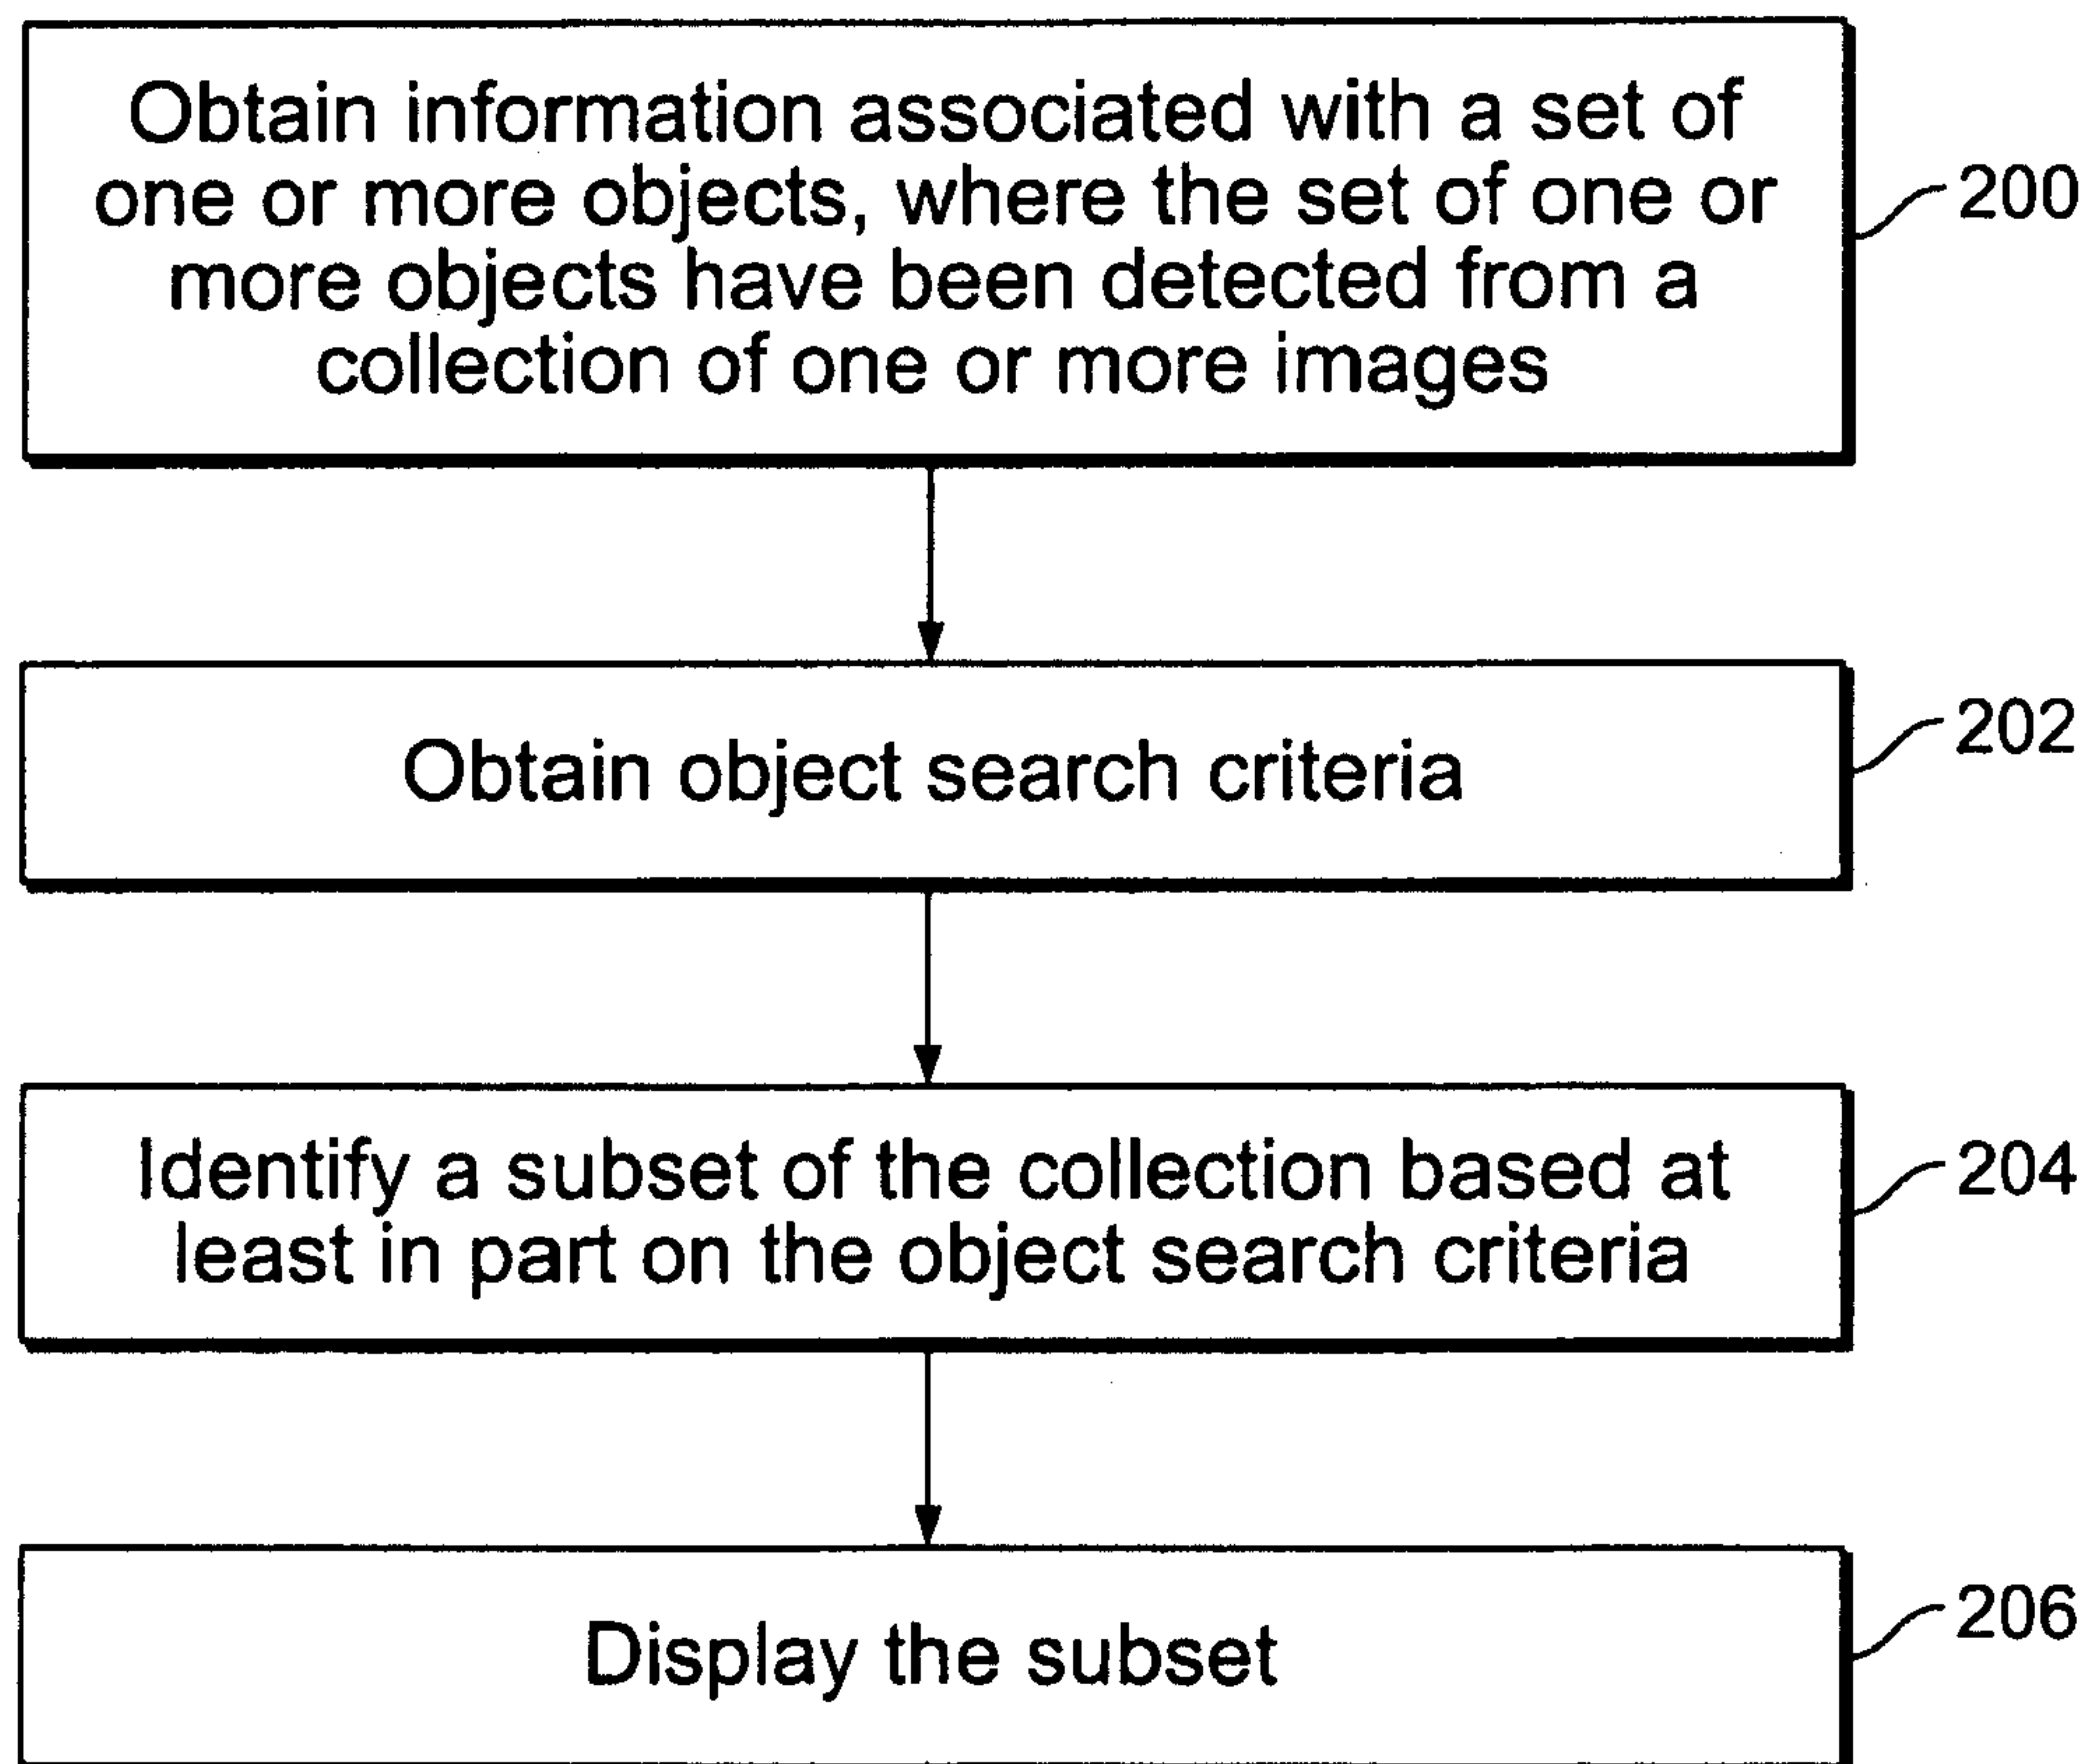 Obtain information associated with a set of
one or more objects, where the set of one or
more objects have been detected from a
collection of one or more images
200
Obtain object search criteria
202
Identify a subset of the collection based at
least in part on the object search criteria
204
Display the subset
206